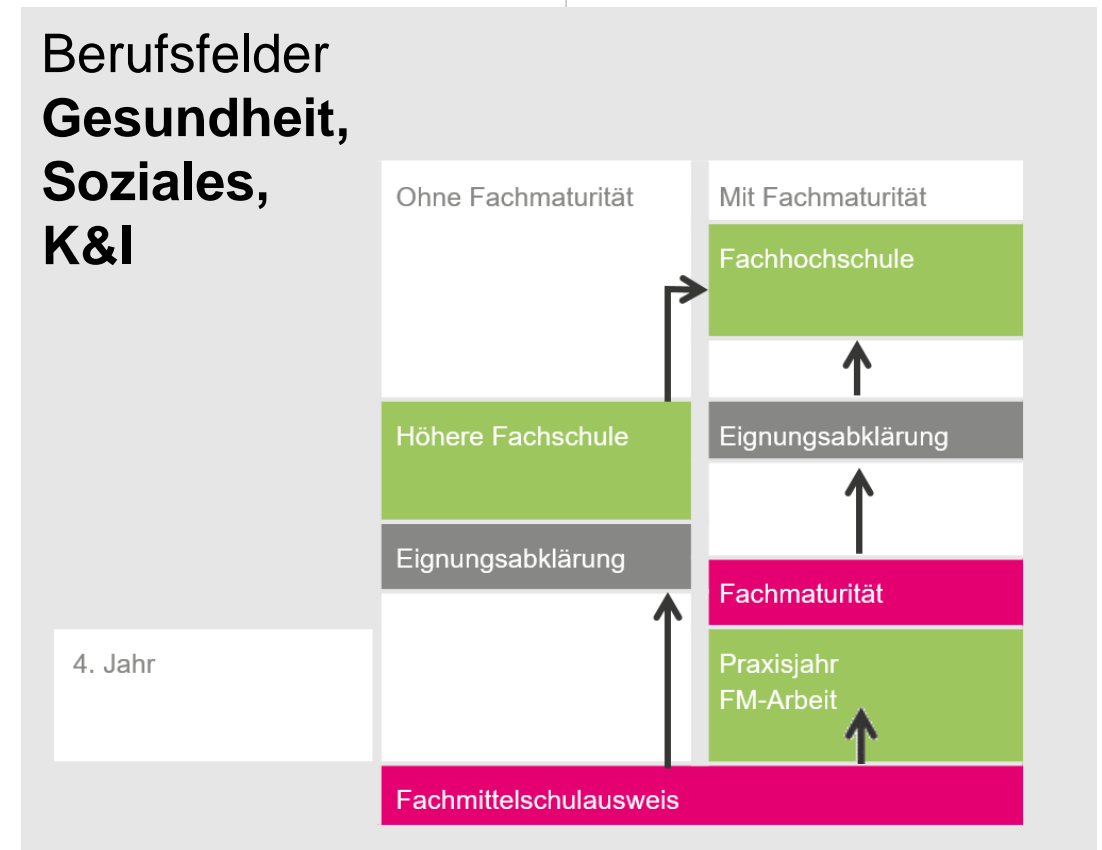 Berufsfelder
Gesundheit,
Soziales,
K&I
Ohne Fachmaturität
Mit Fachmaturität
Fachhochschule
Höhere Fachschule
Eignungsabklärung
Eignungsabklärung
Fachmaturität
4. Jahr
Praxisjahr
FM-Arbeit
Fachmittelschulausweis